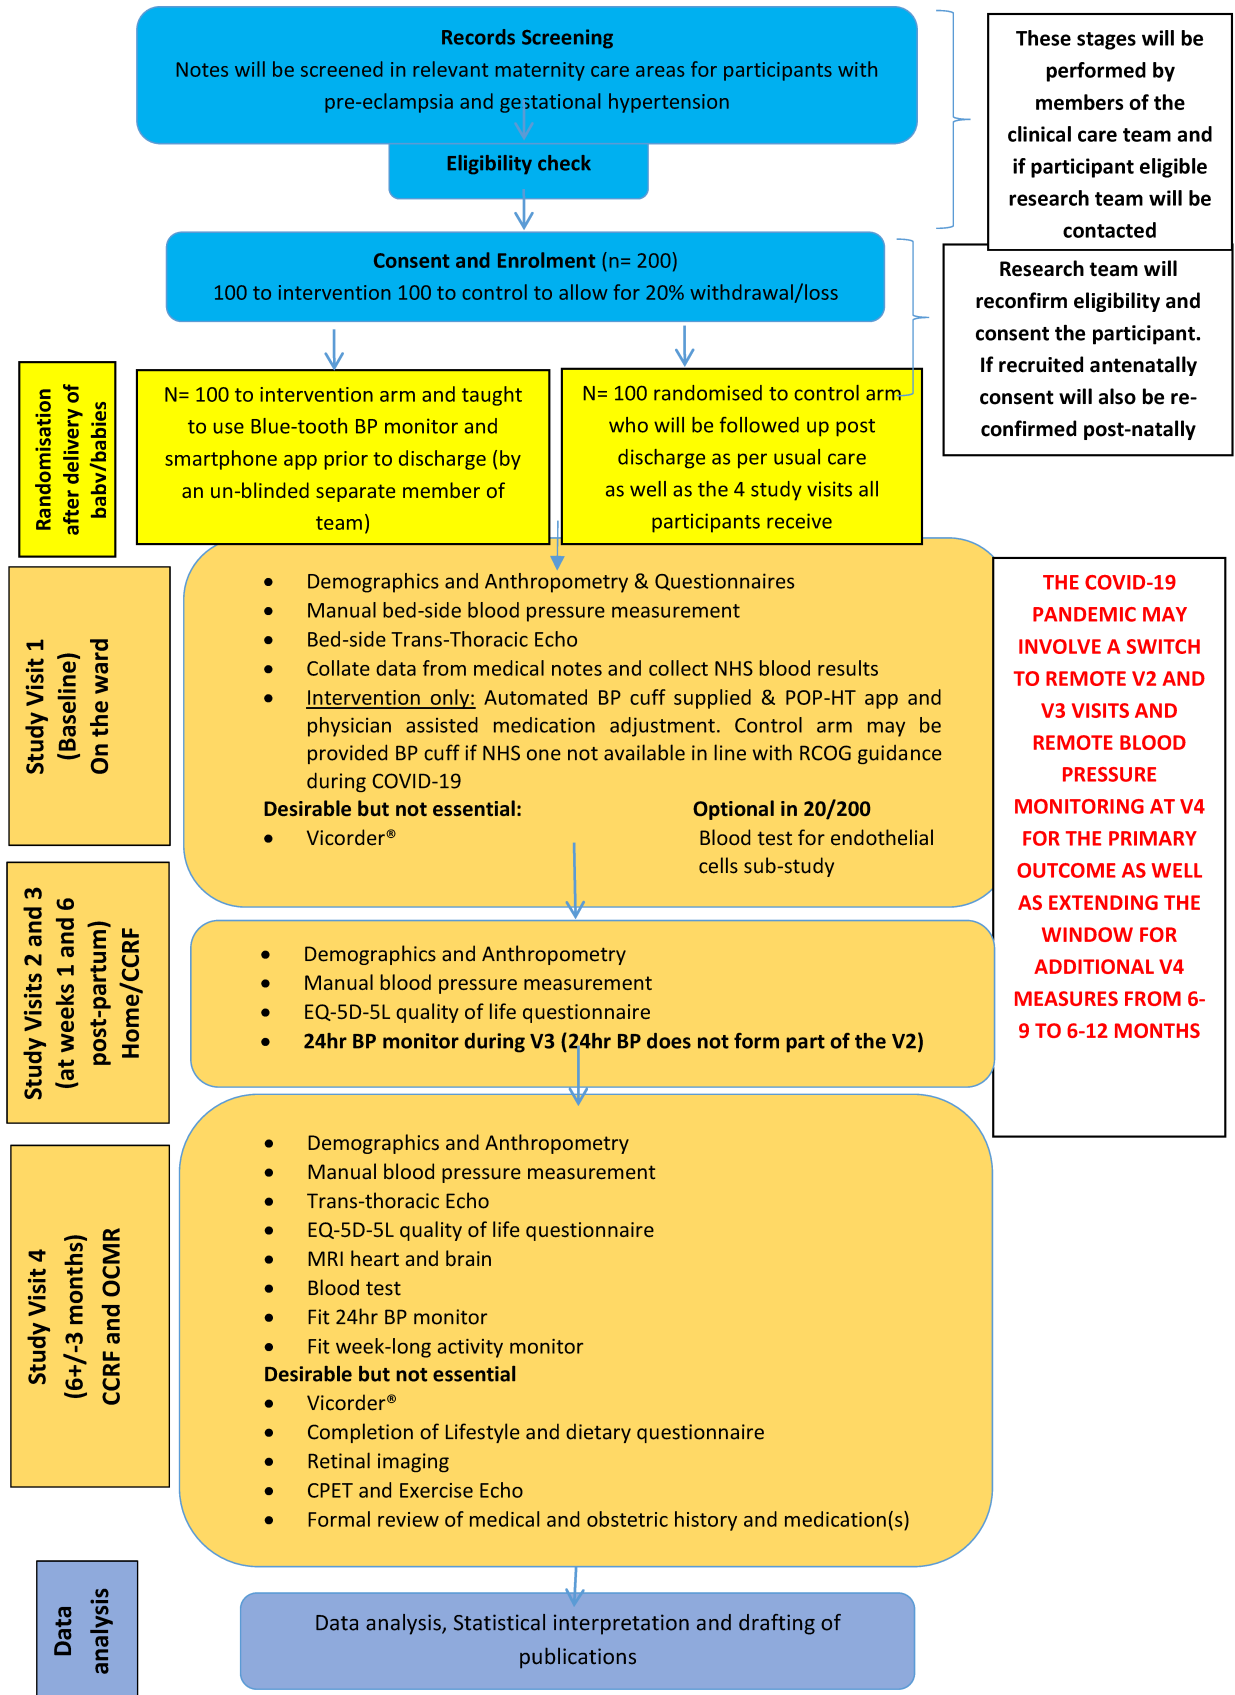 Records Screening
Notes will be screened in relevant maternity care areas for participants with
pre-eclampsia and gestational hypertension
Eligibility check
These stages will be
performed by
members of the
clinical care team and
if participant eligible
research team will be
contacted
Consent and Enrolment (n= 200)
100 to intervention 100 to control to allow for 20% withdrawal/loss
Research team will
reconfirm eligibility and
consent the participant.
If recruited antenatally
consent will also be re-
confirmed post-natally
Randomisation
after delivery of
baby/babies
N= 100 to intervention arm and taught
to use Blue-tooth BP monitor and
smartphone app prior to discharge (by
an un-blinded separate member of
team)
N= 100 randomised to control arm
who will be followed up post
discharge as per usual care
as well as the 4 study visits all
participants receive
Study Visit 1
(Baseline)
On the ward
• Demographics and Anthropometry & Questionnaires
• Manual bed-side blood pressure measurement
• Bed-side Trans-Thoracic Echo
• Collate data from medical notes and collect NHS blood results
• Intervention only: Automated BP cuff supplied & POP-HT app and
physician assisted medication adjustment. Control arm may be
provided BP cuff if NHS one not available in line with RCOG guidance
during COVID-19
Desirable but not essential:
• Vicorder®
Optional in 20/200
Blood test for endothelial
cells sub-study
THE COVID-19
PANDEMIC MAY
INVOLVE A SWITCH
TO REMOTE V2 AND
V3 VISITS AND
REMOTE BLOOD
PRESSURE
MONITORING AT V4
FOR THE PRIMARY
OUTCOME AS WELL
AS EXTENDING THE
WINDOW FOR
ADDITIONAL V4
MEASURES FROM 6-
9 TO 6-12 MONTHS
Study Visits 2 and 3
(at weeks 1 and 6
post-partum)
Home/CCRF
• Demographics and Anthropometry
• Manual blood pressure measurement
• EQ-5D-5L quality of life questionnaire
• 24hr BP monitor during V3 (24hr BP does not form part of the V2)
Study Visit 4
(6+/-3 months)
CCRF and OCMR
• Demographics and Anthropometry
• Manual blood pressure measurement
• Trans-thoracic Echo
• EQ-5D-5L quality of life questionnaire
• MRI heart and brain
• Blood test
• Fit 24hr BP monitor
• Fit week-long activity monitor
Desirable but not essential
• Vicorder®
• Completion of Lifestyle and dietary questionnaire
• Retinal imaging
• CPET and Exercise Echo
• Formal review of medical and obstetric history and medication(s)
Data
analysis
Data analysis, Statistical interpretation and drafting of
publications